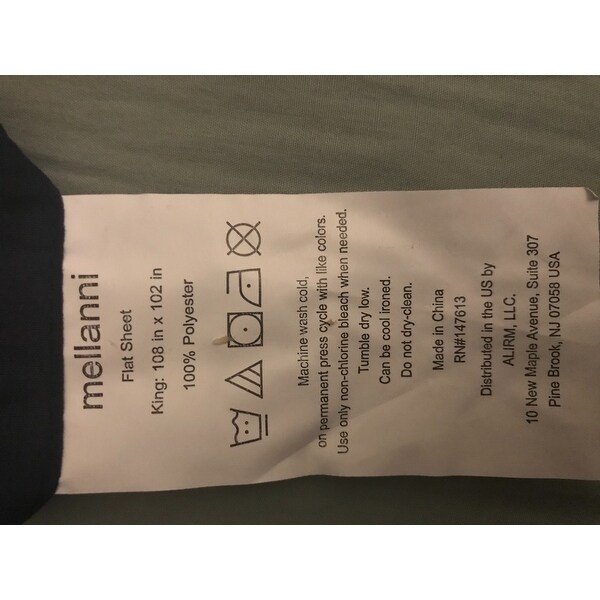 mellanni
Flat Sheet
King: 108 in x 102 in
100% Polyester
Machine wash cold,
on permanent press cycle with like colors.
Use only non-chlorine bleach when needed.
Tumble dry low.
Can be cool ironed.
Do not dry-clean.
Made in China
RN#147613
Distributed in the US by
ALIRM, LLC.
10 New Maple Avenue, Suite 307
Pine Brook, NJ 07058 USA